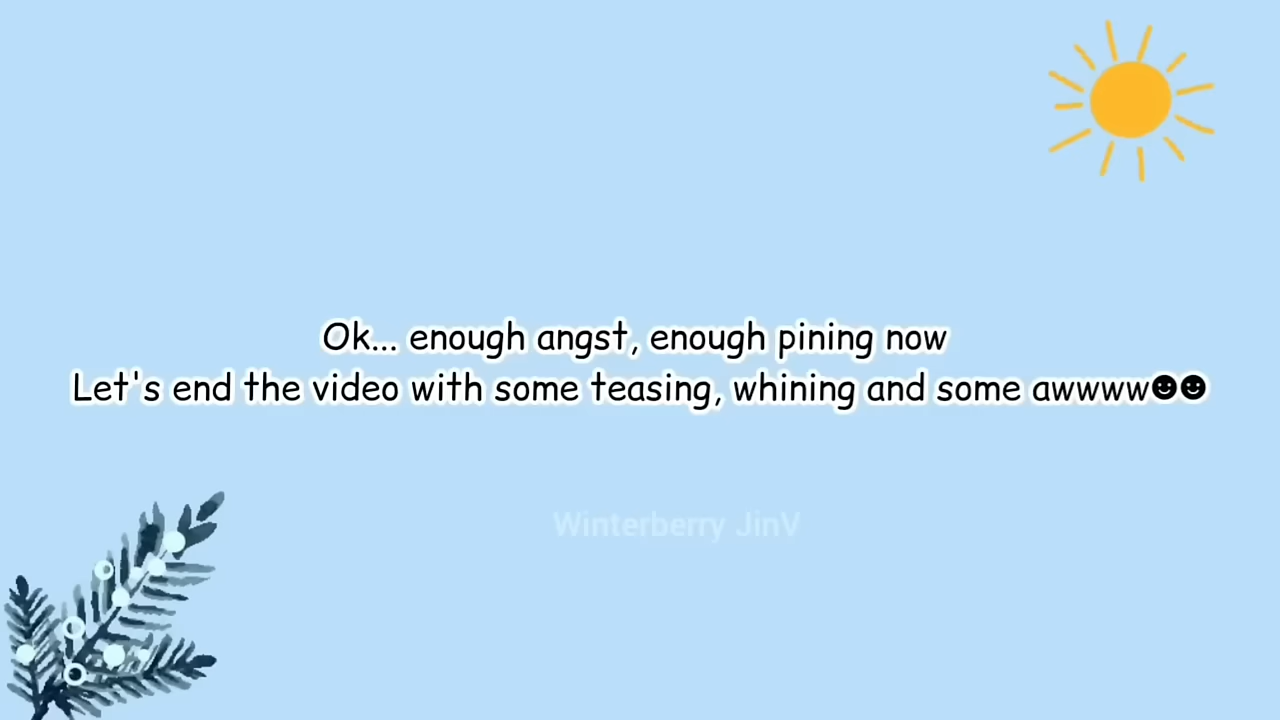 Ok... enough angst, enough pining now
Let's end the video with some teasing, whining and some awwww☻☻
Winterberry JinV